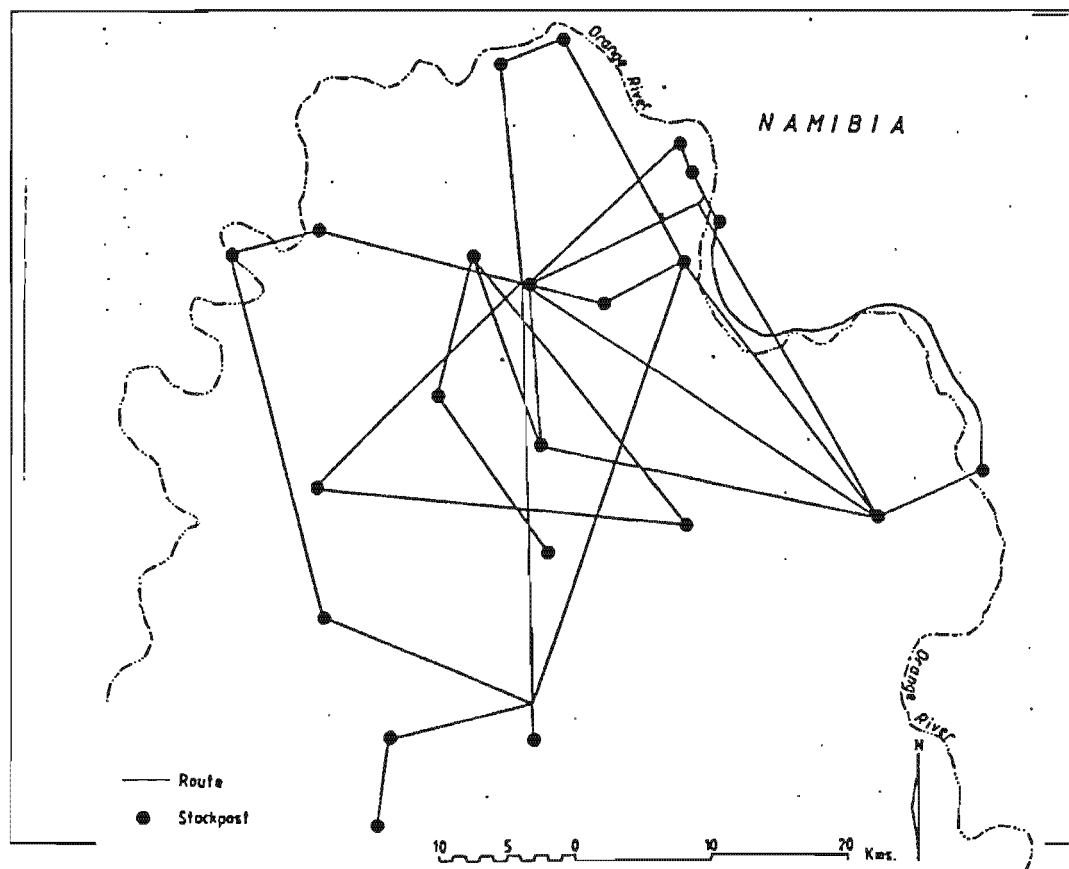 Orange
River
NAMIBIA
Orange
River
N
Route
Stockpost
10 5 0 10 20 Kms.